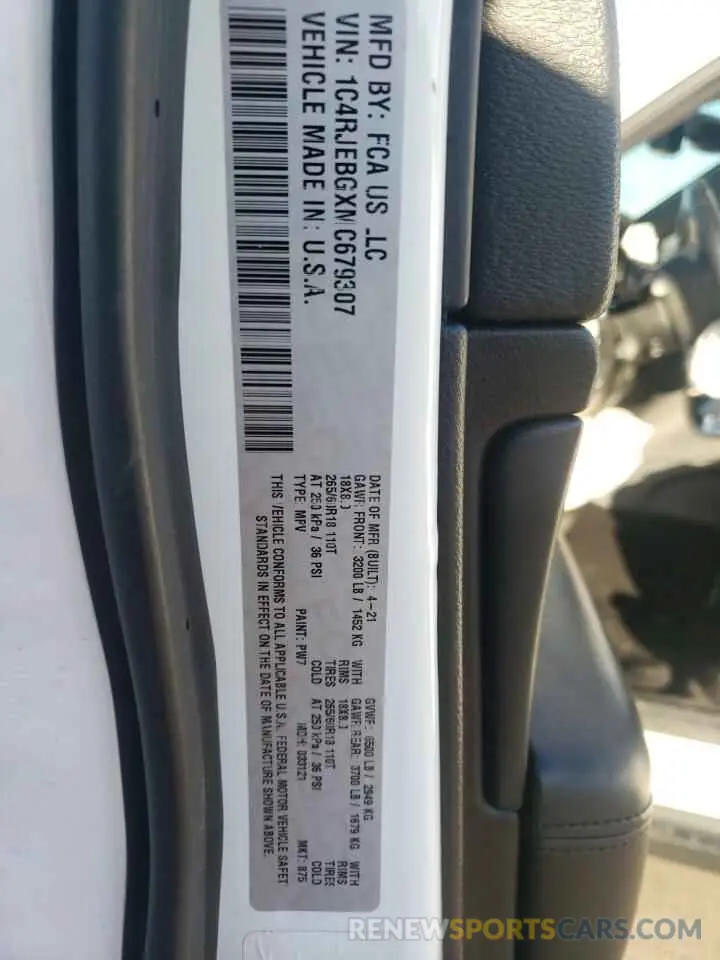 MFD BY: FCA US LLC
VIN: 1C4RJEBGXMC679307
VEHICLE MADE IN: U.S.A.
DATE OF MFR (BUILT): 4-21 GVWR: 6500 LB / 2949 KG
GAWR FRONT: 3200 LB / 1452 KG WITH GAWR REAR: 3700 LB / 1679 KG WITH
18X8.0 RIMS 18X8.0 RIMS
265/60R18 110T TIRES 265/60R18 110T TIRES
AT 250 kPa / 36 PSI COLD AT 250 kPa / 36 PSI COLD
TYPE: MPV PAINT: PW7 MDH: 033121 MKT: 875
THIS VEHICLE CONFORMS TO ALL APPLICABLE U.S.A. FEDERAL MOTOR VEHICLE SAFETY
STANDARDS IN EFFECT ON THE DATE OF MANUFACTURE SHOWN ABOVE.
RENEWSPORTSCARS.COM